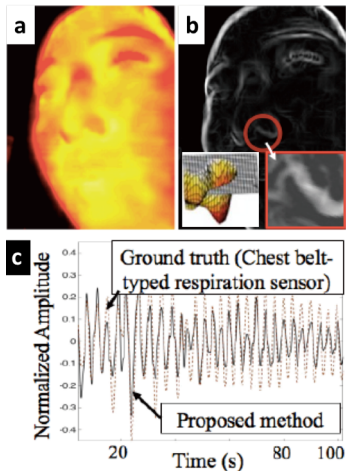 a
b
c
Ground truth (Chest belt-
typed respiration sensor)
Proposed method
Normalized Amplitude
0.4
0.3
0.2
0.1
0
-0.1
-0.2
-0.3
-0.4
20
60
80
100
Time (s)